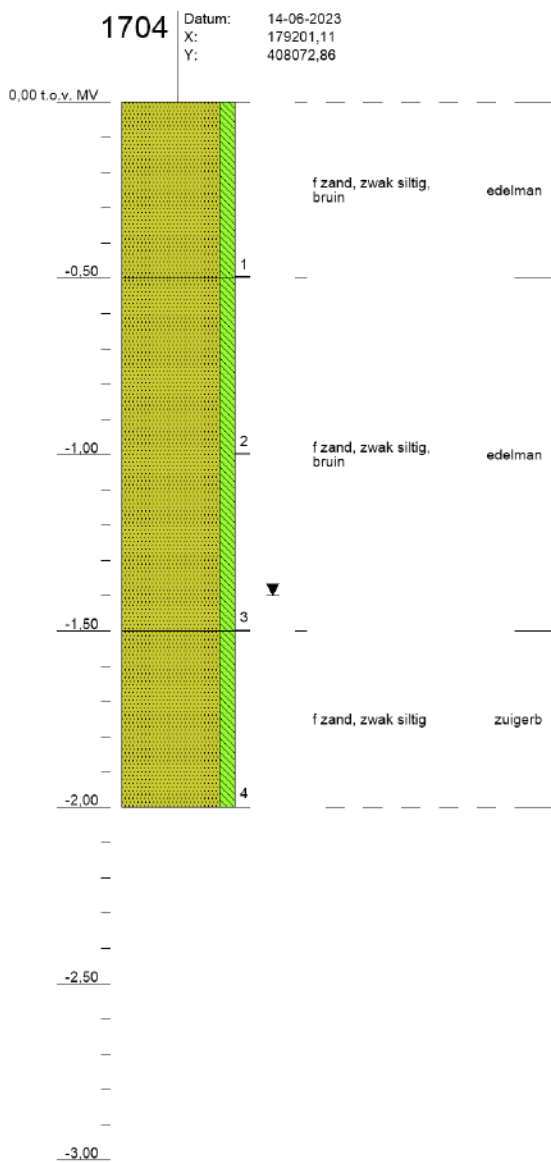 1704
Datum: 14-06-2023
X: 179201,11
Y: 408072,86
0,00 t.o.v. MV
f zand, zwak siltig,
bruin
edelman
1
-0,50
f zand, zwak siltig,
bruin
edelman
2
-1,00
3
-1,50
f zand, zwak siltig
zuigerb
4
-2,00
-2,50
-3,00